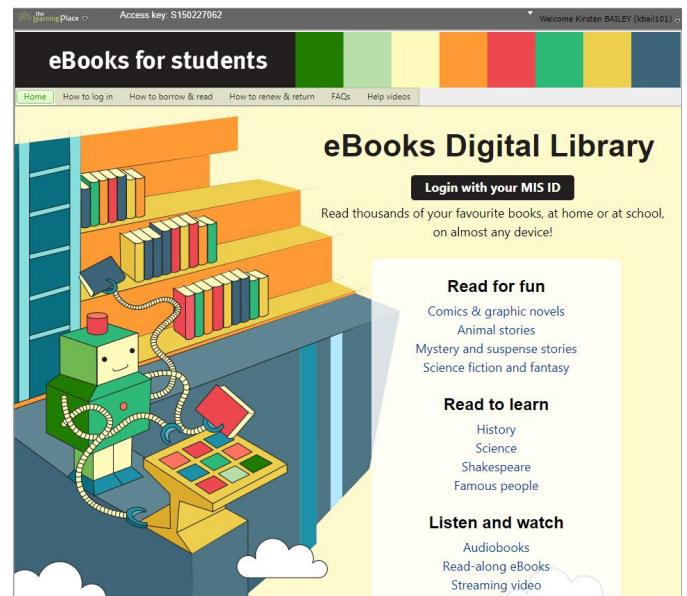 the
Learning Place
Access key: S150227062
Welcome Kirsten BAILEY (kbail101)
eBooks for students
Home How to log in How to borrow & read How to renew & return FAQs Help videos
eBooks Digital Library
Login with your MIS ID
Read thousands of your favourite books, at home or at school,
on almost any device!
Read for fun
Comics & graphic novels
Animal stories
Mystery and suspense stories
Science fiction and fantasy
Read to learn
History
Science
Shakespeare
Famous people
Listen and watch
Audiobooks
Read-along eBooks
Streaming video